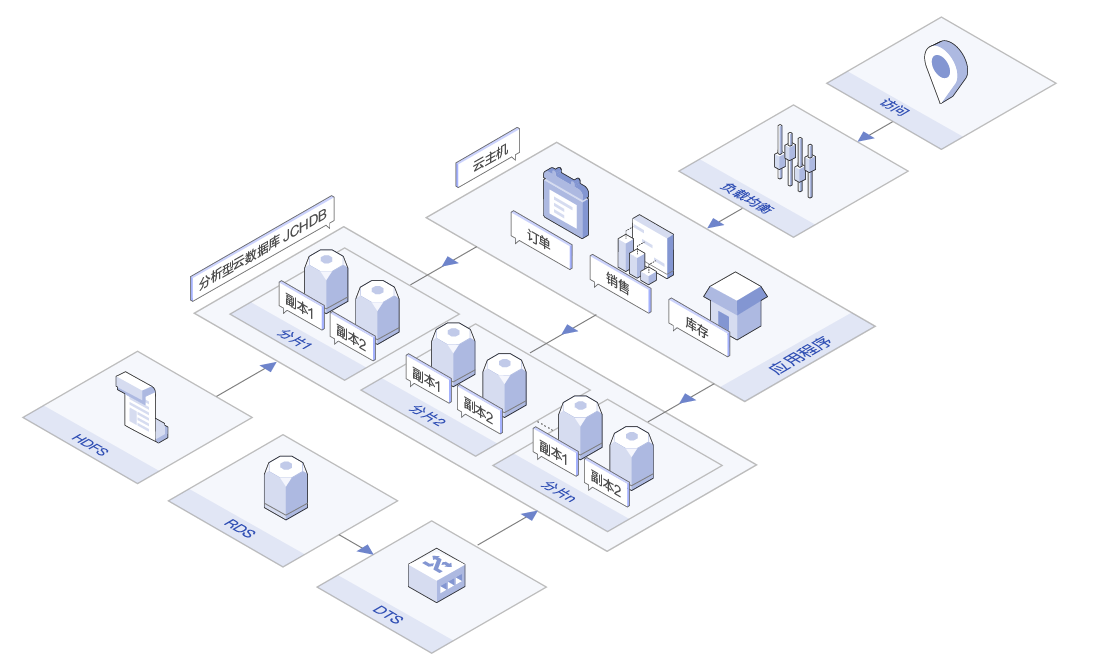 访问
负载均衡
云主机
订单
销售
库存
应用程序
分析型云数据库 JCHDB
副本1
副本2
分片1
副本1
副本2
分片2
副本1
副本2
分片n
HDFS
RDS
DTS